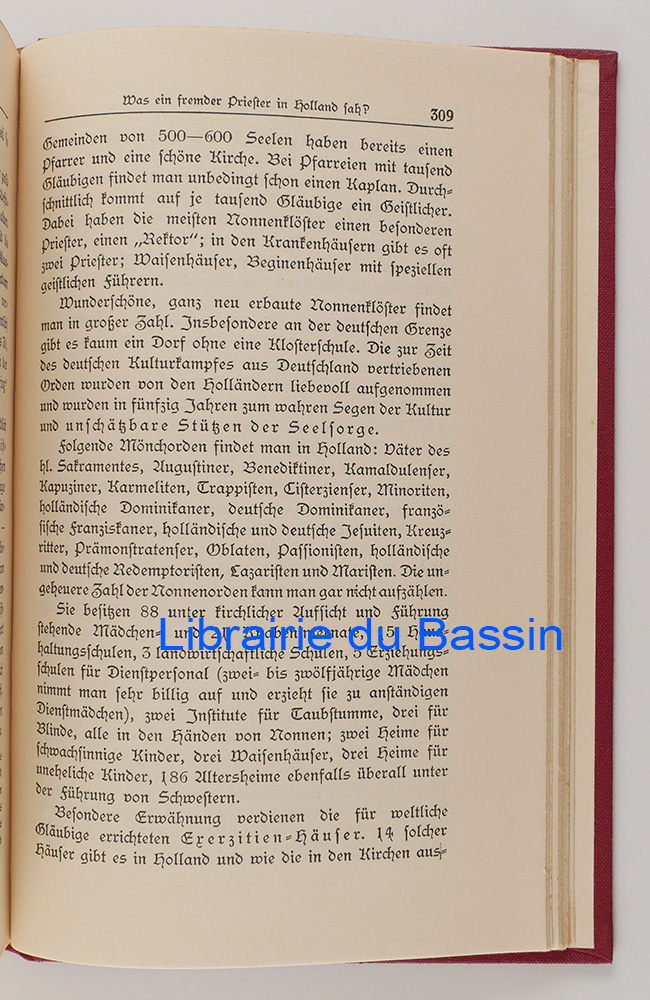 Was ein fremder Priester in Holland sah?
309
Gemeinden von 500—600 Seelen haben bereits einen
Pfarrer und eine schöne Kirche. Bei Pfarreien mit tausend
Gläubigen findet man unbedingt schon einen Kaplan. Durch-
schnittlich kommt auf je tausend Gläubige ein Geistlicher.
Dabei haben die meisten Nonnenklöster einen besonderen
Priester, einen „Rektor“; in den Krankenhäusern gibt es oft
zwei Priester; Waisenhäuser, Beginenhäuser mit speziellen
geistlichen Führern.
Wunderschöne, ganz neu erbaute Nonnenklöster findet
man in großer Zahl. Insbesondere an der deutschen Grenze
gibt es kaum ein Dorf ohne eine Klosterschule. Die zur Zeit
des deutschen Kulturkampfes aus Deutschland vertriebenen
Orden wurden von den Holländern liebevoll aufgenommen
und wurden in fünfzig Jahren zum wahren Segen der Kultur
und unschätzbare Stützen der Seelsorge.
Folgende Mönchorden findet man in Holland: Väter des
hl. Sakramentes, Augustiner, Benediktiner, Kamaldulenser,
Kapuziner, Karmeliten, Trappisten, Cisterzienser, Minoriten,
holländische Dominikaner, deutsche Dominikaner, franzö-
sische Franziskaner, holländische und deutsche Jesuiten, Kreuz-
ritter, Prämonstratenser, Oblaten, Passionisten, holländische
und deutsche Redemptoristen, Lazaristen und Maristen. Die un-
geheuere Zahl der Nonnenorden kann man gar nicht aufzählen.
Sie besitzen 88 unter kirchlicher Aufsicht und Führung
stehende Mädchen- und Knabeninternate, Haus-
Librairie du Bassin
haltungsschulen, 3 landwirtschaftliche Schulen, 5 Erziehungs-
schulen für Dienstpersonal (zwei- bis zwölfjährige Mädchen
nimmt man sehr billig auf und erzieht sie zu anständigen
Dienstmädchen), zwei Institute für Taubstumme, drei für
Blinde, alle in den Händen von Nonnen; zwei Heime für
schwachsinnige Kinder, drei Waisenhäuser, drei Heime für
uneheliche Kinder, 186 Altersheime ebenfalls überall unter
der Führung von Schwestern.
Besondere Erwähnung verdienen die für weltliche
Gläubige errichteten Exerzitien-Häuser. 14 solcher
Häuser gibt es in Holland und wie die in den Kirchen aus-